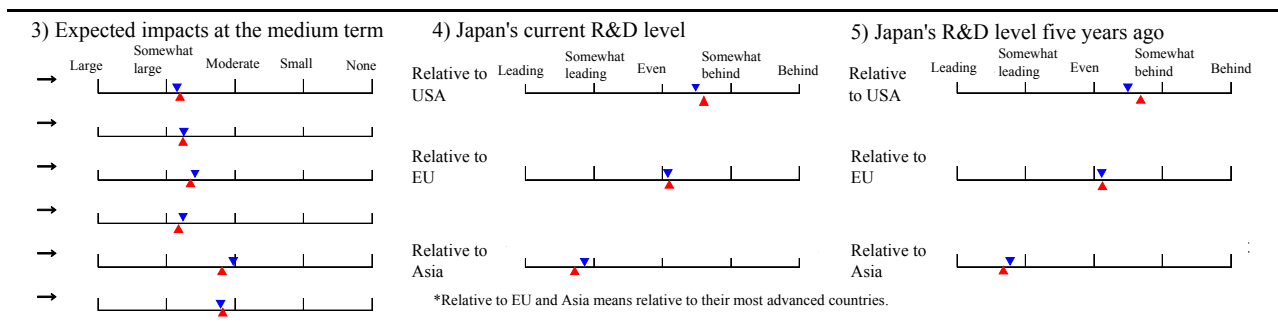 3) Expected impacts at the medium term
Large
Somewhat
large
Moderate
Small
None
4) Japan's current R&D level
Relative to
USA
Leading
Somewhat
leading
Even
Somewhat
behind
Behind
Relative to
EU
Relative to
Asia
*Relative to EU and Asia means relative to their most advanced countries.
5) Japan's R&D level five years ago
Relative
to USA
Leading
Somewhat
leading
Even
Somewhat
behind
Behind
Relative to
EU
Relative to
Asia